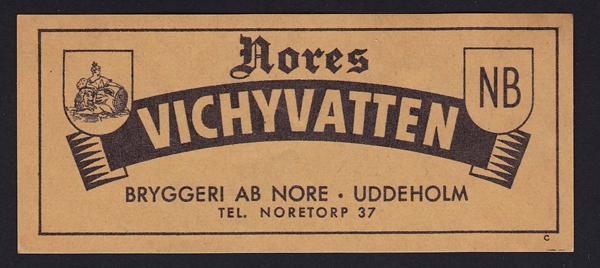 Nores
NB
VICHYVATTEN
BRYGGERI AB NORE · UDDEHOLM
TEL. NORETORP 37
C